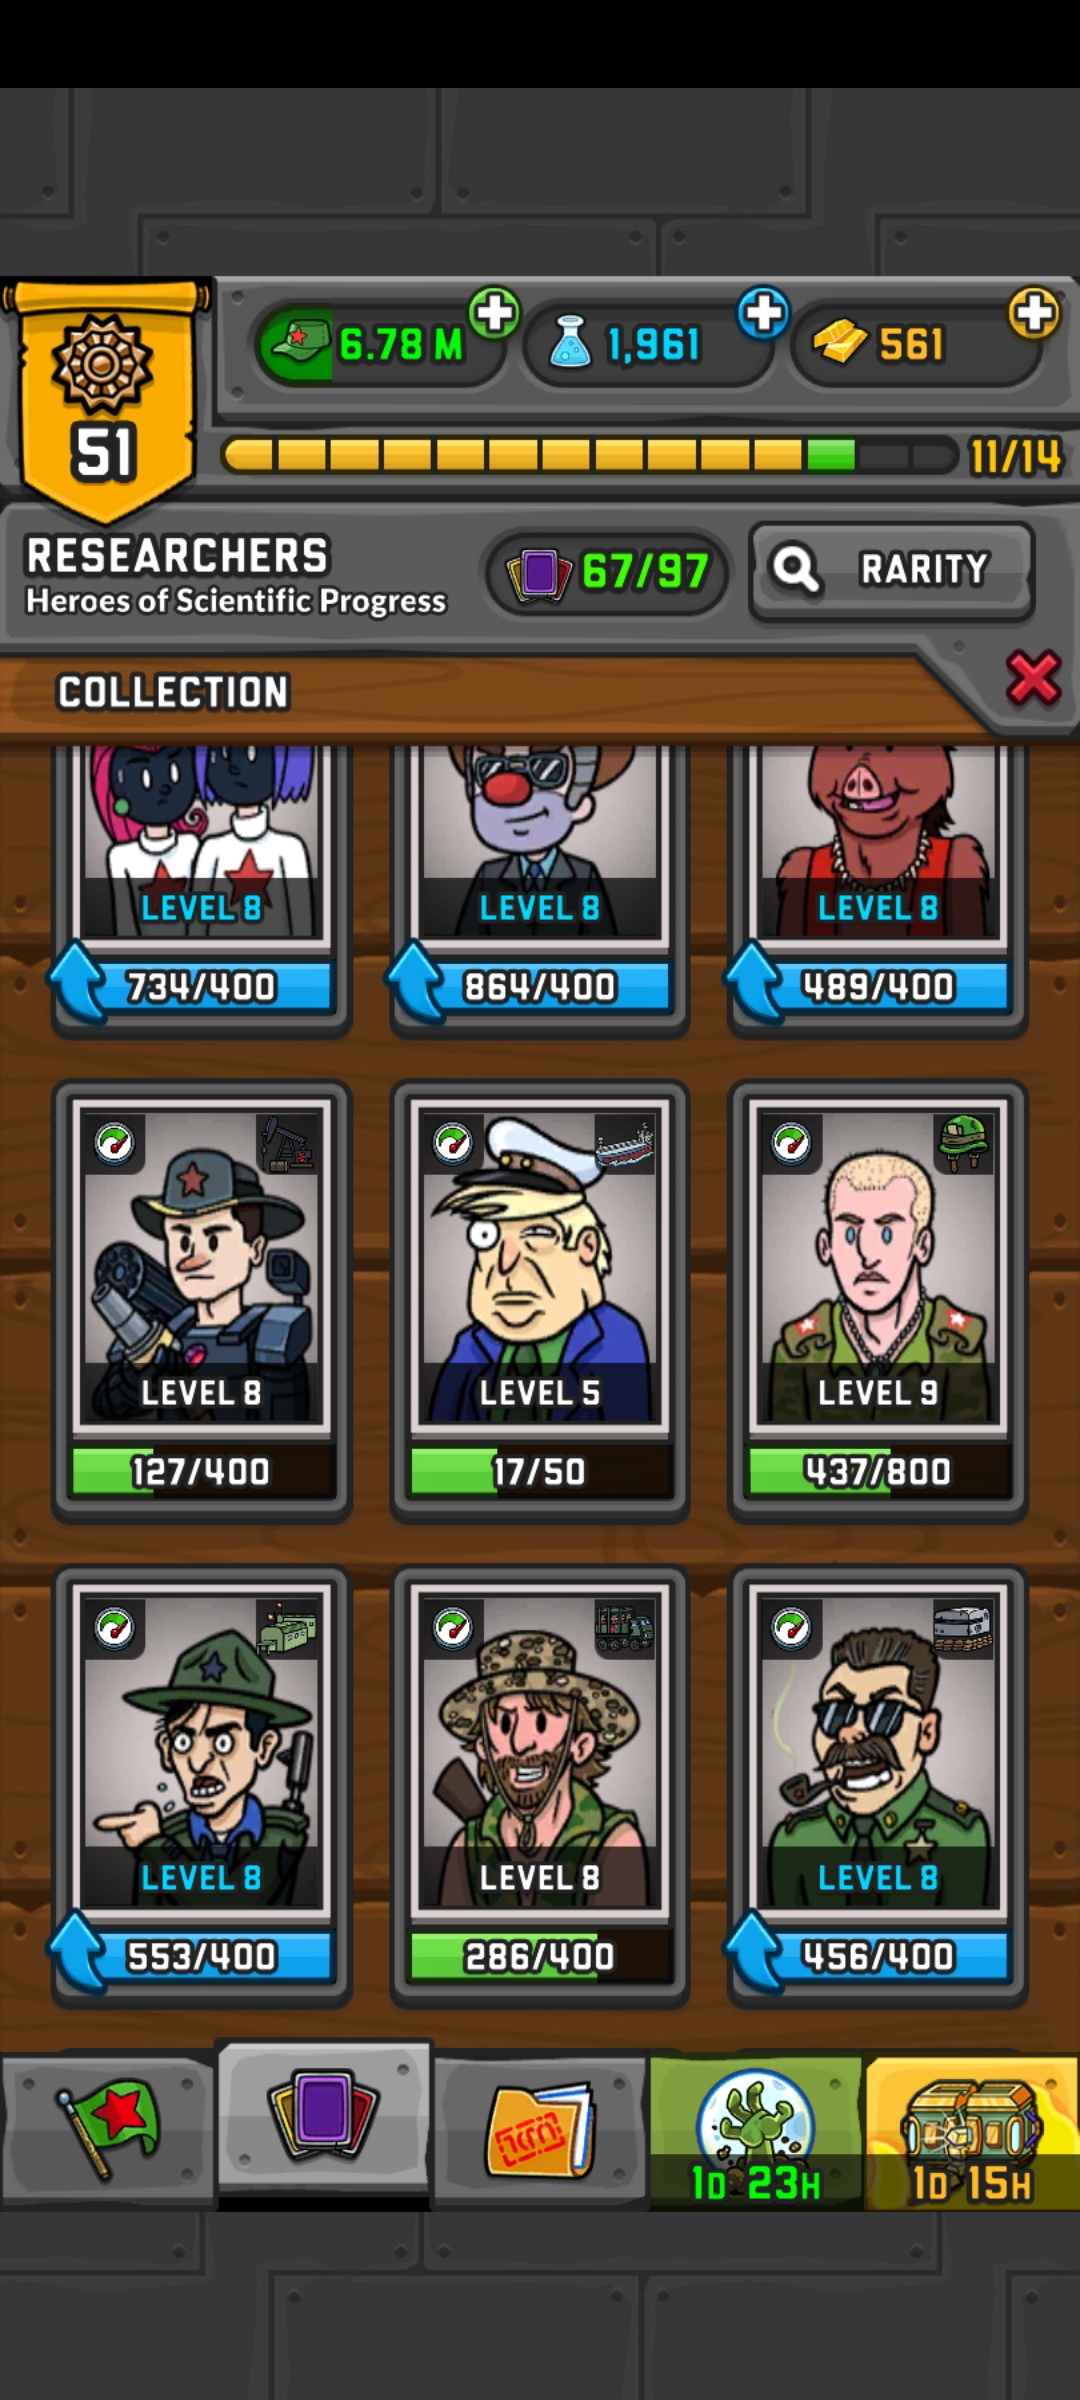 6.78 M
1,961
561
51
11/14
RESEARCHERS
Heroes of Scientific Progress
67/97
RARITY
COLLECTION
LEVEL 8
LEVEL 8
LEVEL 8
734/400
864/400
489/400
LEVEL 8
LEVEL 5
LEVEL 9
127/400
17/50
437/800
LEVEL 8
LEVEL 8
LEVEL 8
553/400
286/400
456/400
1D 23H
1D 15H